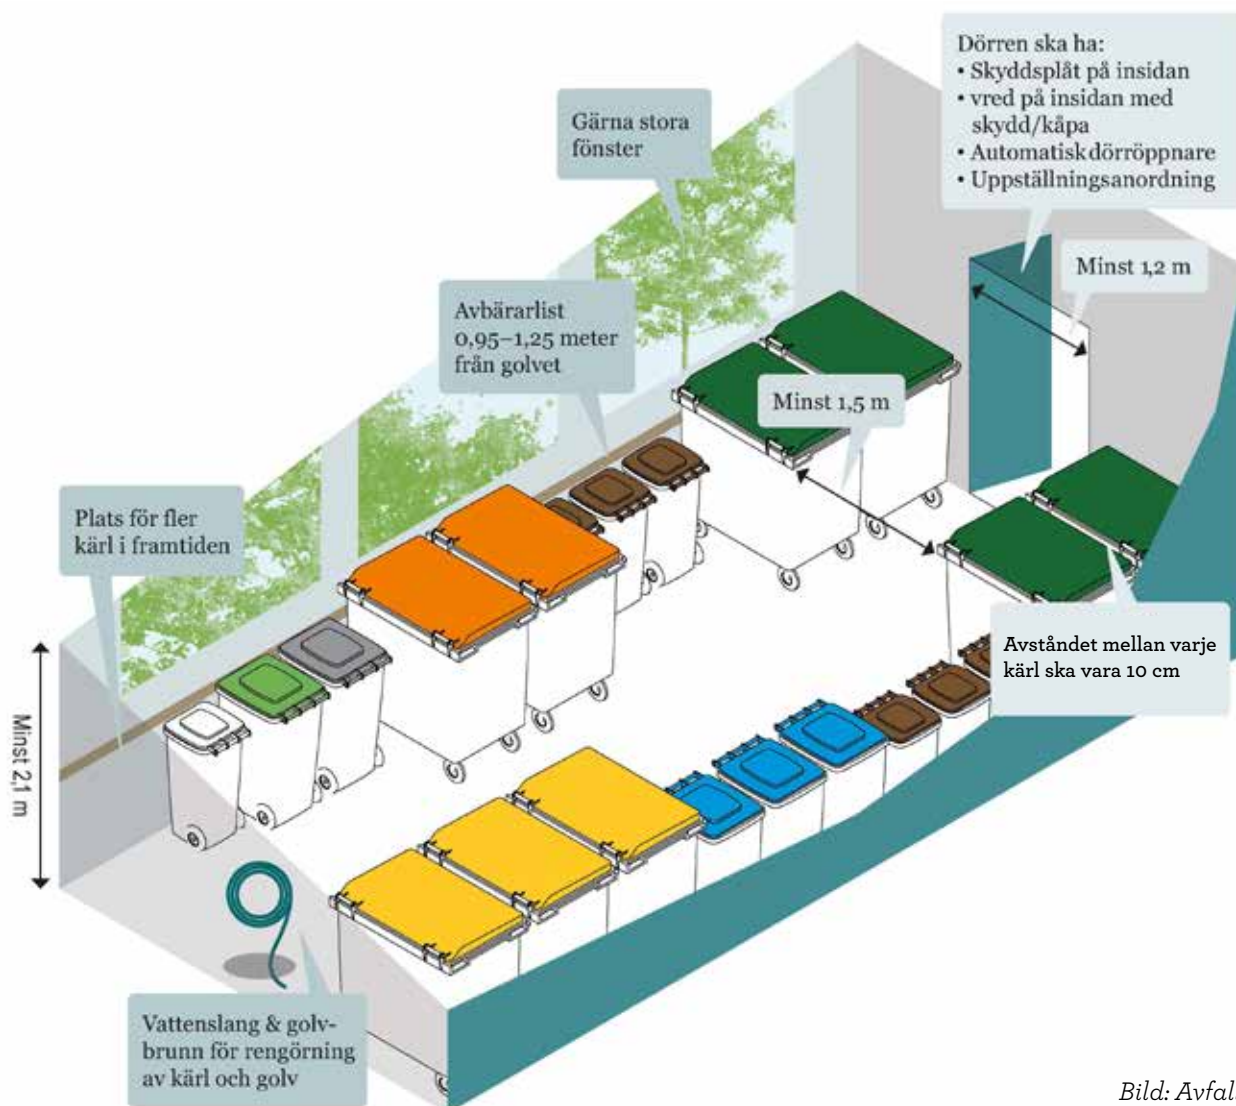 Dörren ska ha:
• Skyddsplåt på insidan
• vred på insidan med
skydd/kåpa
• Automatisk dörröppnare
• Uppställningsanordning
Gärna stora
fönster
Minst 1,2 m
Avbärarlist
0,95–1,25 meter
från golvet
Minst 1,5 m
Plats för fler
kärl i framtiden
Avståndet mellan varje
kärl ska vara 10 cm
Minst 2,1 m
Vattenslang & golv-
brunn för rengörning
av kärl och golv
Bild: Avfal